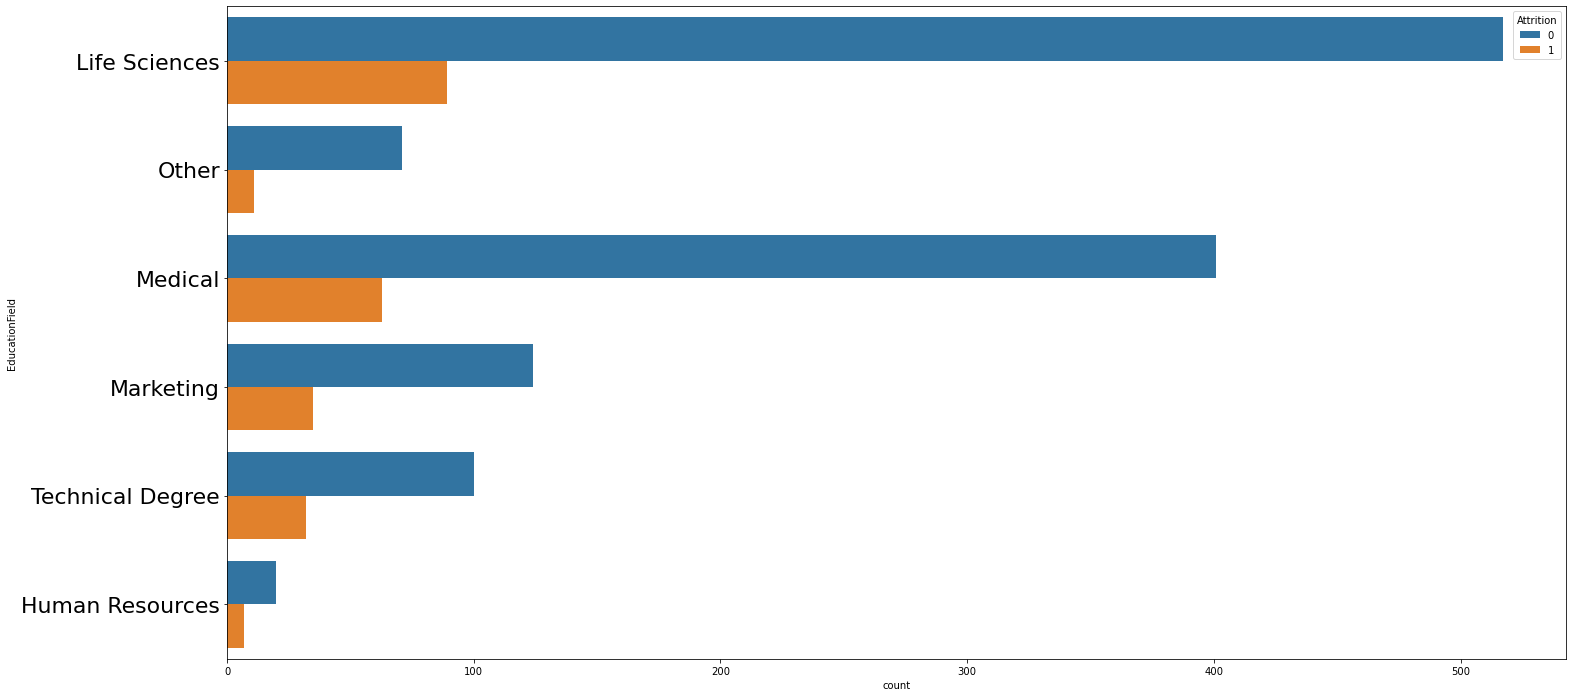 Attrition
0
1
Life Sciences
Other
Medical
Marketing
Technical Degree
Human Resources
EducationField
0 100 200 300 400 500
count